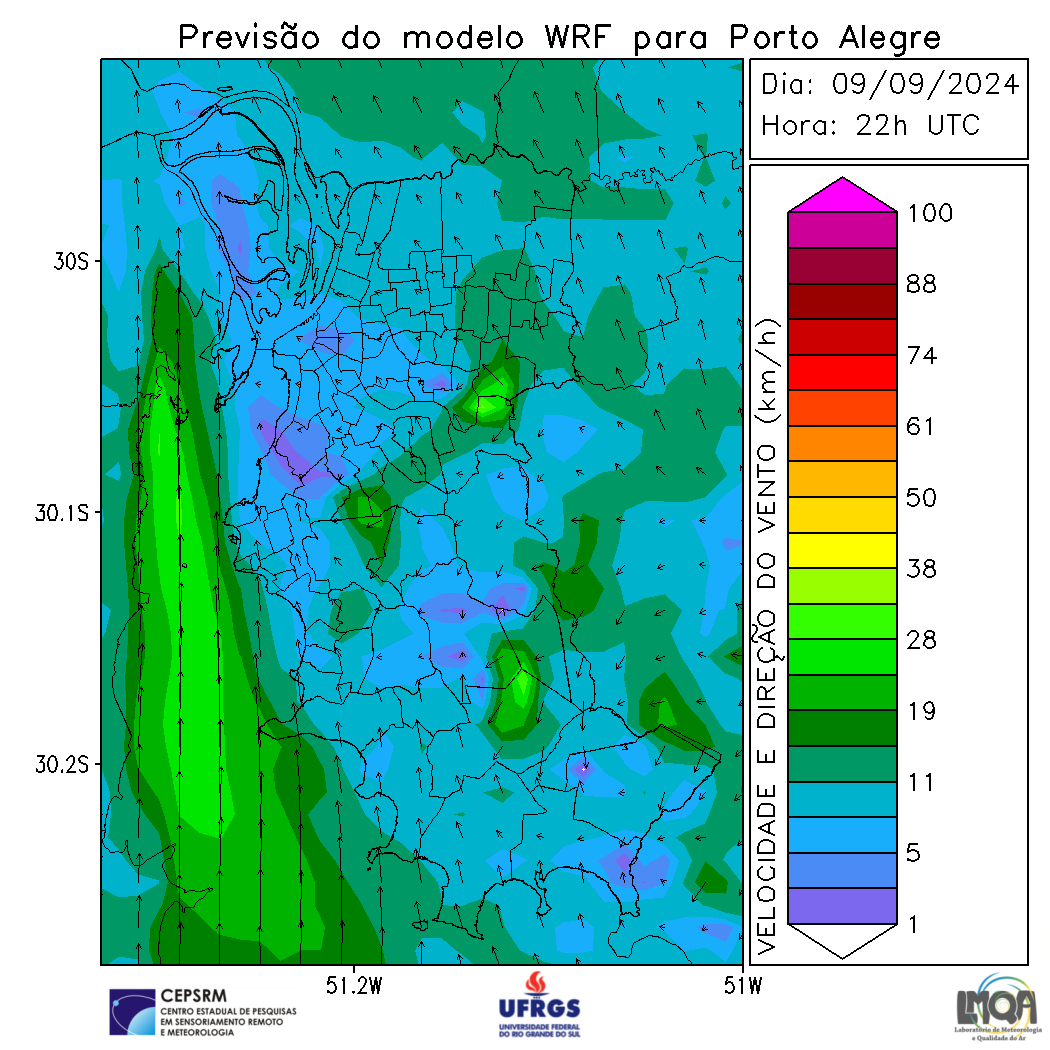 Previsão do modelo WRF para Porto Alegre
Dia: 09/09/2024
Hora: 22h UTC
30S
30.1S
30.2S
51.2W
51W
VELOCIDADE E DIREÇÃO DO VENTO (km/h)
100
88
74
61
50
38
28
19
11
5
1
CEPSRM
CENTRO ESTADUAL DE PESQUISAS
EM SENSORIAMENTO REMOTO
E METEOROLOGIA
UFRGS
UNIVERSIDADE FEDERAL
DO RIO GRANDE DO SUL
LMQA
Laboratório de Meteorologia
e Qualidade do Ar